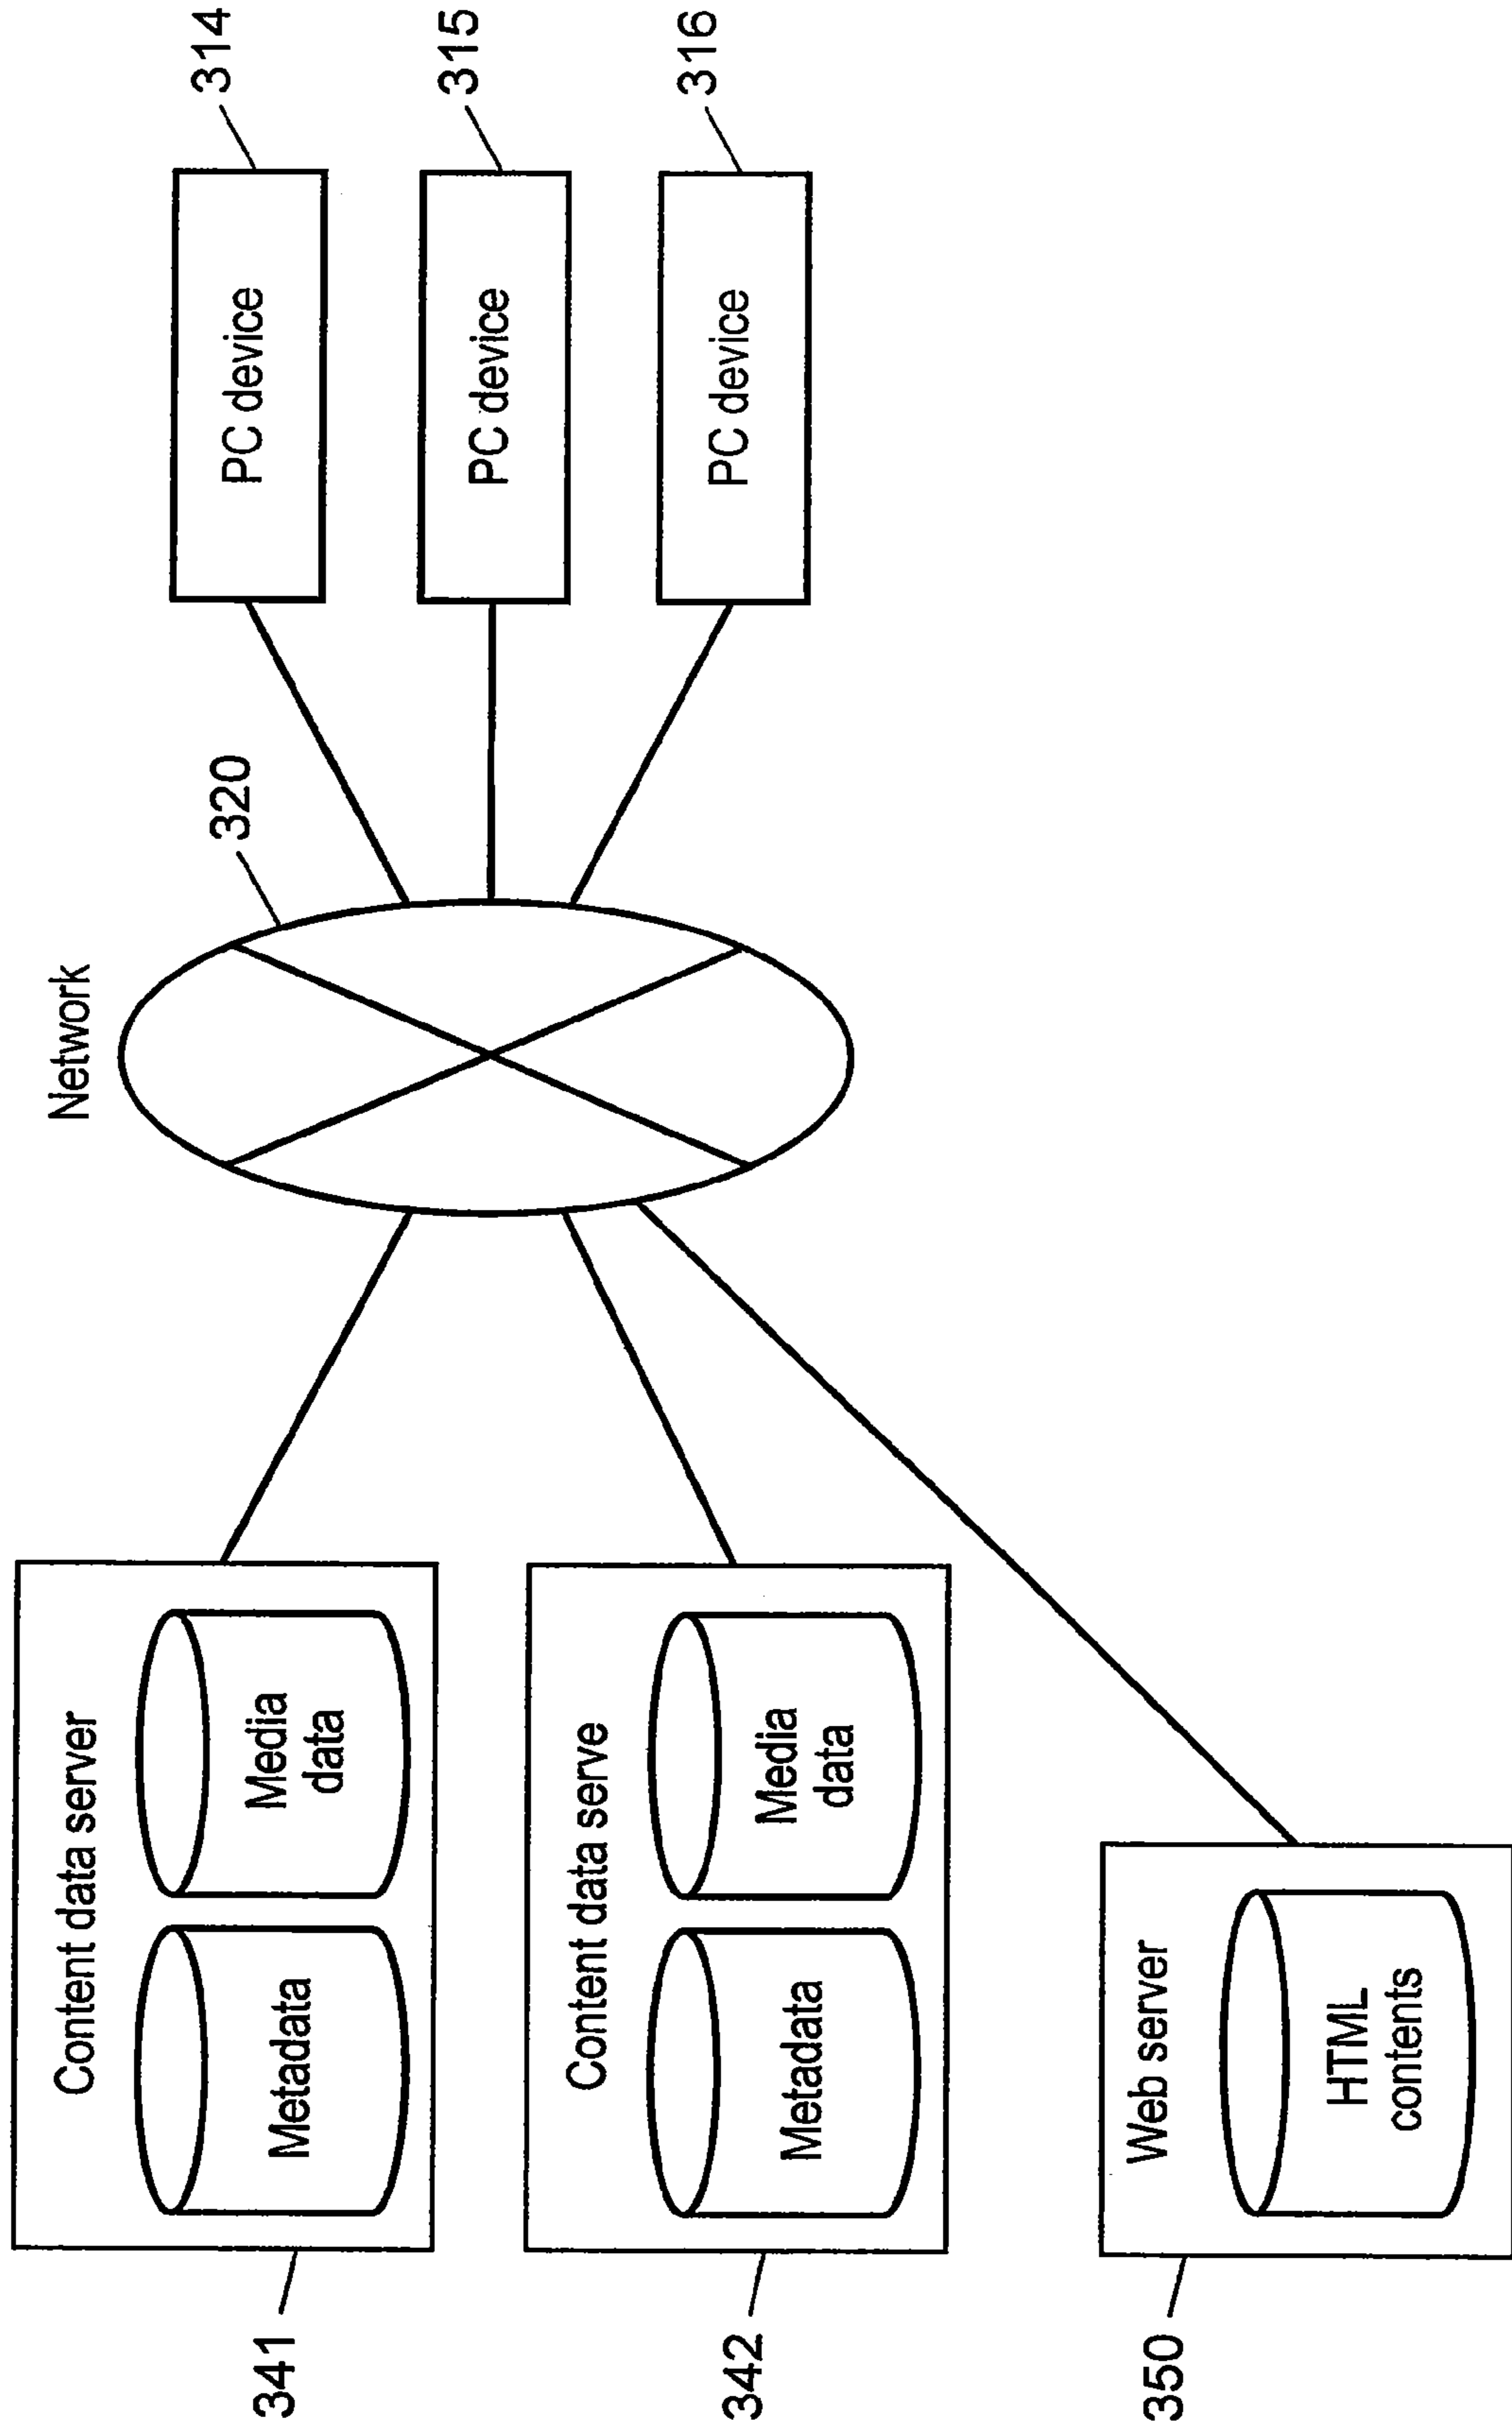 Network
320
341
Content data server
Metadata
Media
data
342
Content data serve
Metadata
Media
data
350
Web server
HTML
contents
PC device
314
PC device
315
PC device
316